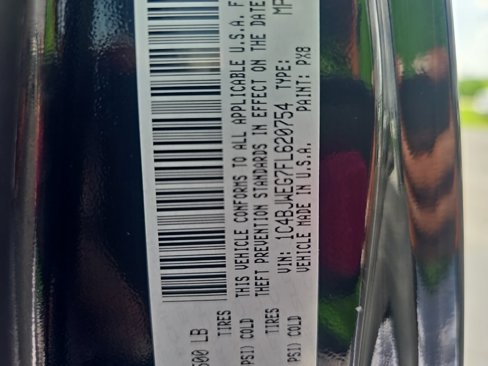 THIS VEHICLE CONFORMS TO ALL APPLICABLE U.S.A. F
THEFT PREVENTION STANDARDS IN EFFECT ON THE DATE
VIN: 1C4BJWEG7FL620754 TYPE: MP
VEHICLE MADE IN U.S.A. PAINT: PX8
500 LB
TIRES
PSI) COLD
TIRES
PSI) COLD